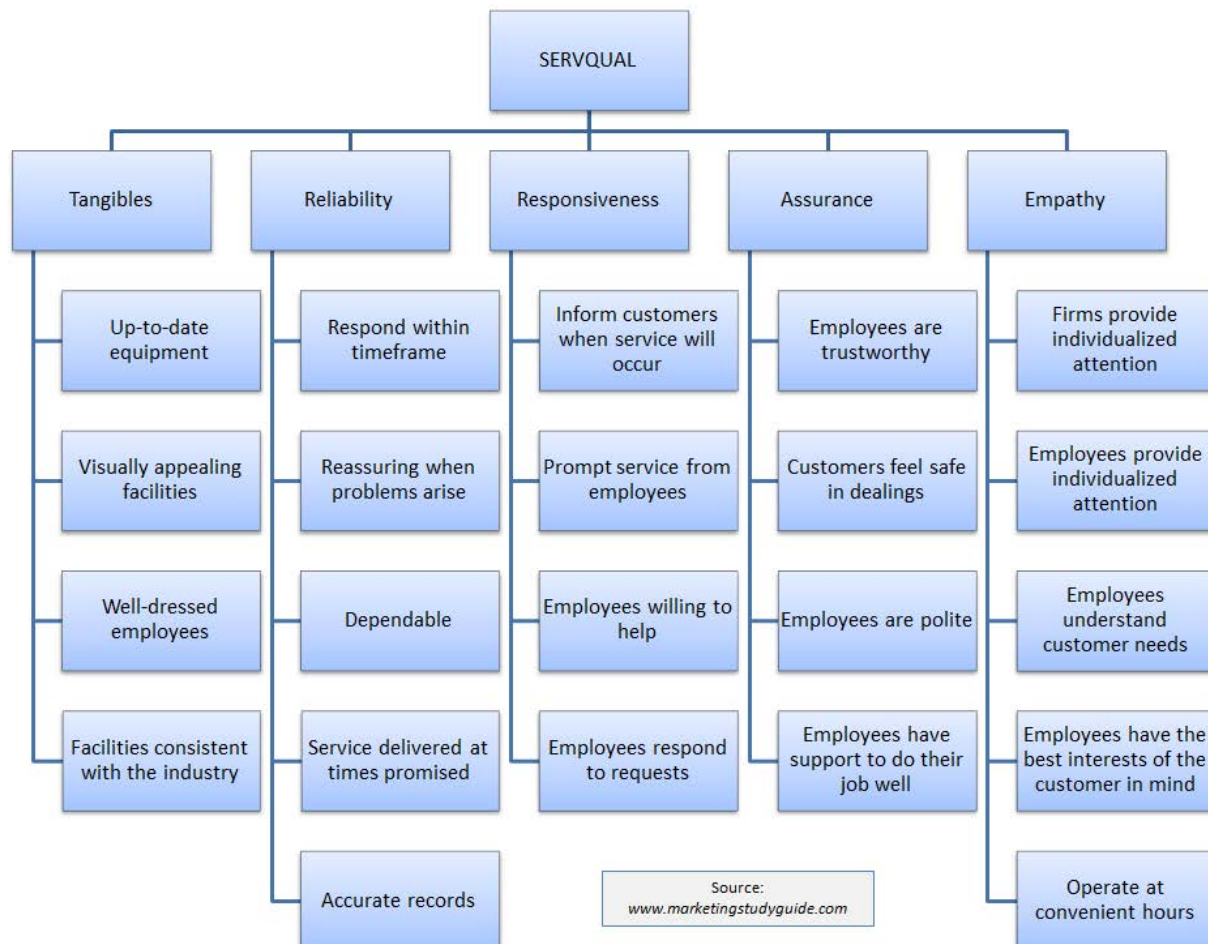 SERVQUAL
Tangibles
Reliability
Responsiveness
Assurance
Empathy
Up-to-date
equipment
Visually appealing
facilities
Well-dressed
employees
Facilities consistent
with the industry
Respond within
timeframe
Reassuring when
problems arise
Dependable
Service delivered at
times promised
Accurate records
Inform customers
when service will
occur
Prompt service from
employees
Employees willing to
help
Employees respond
to requests
Employees are
trustworthy
Customers feel safe
in dealings
Employees are polite
Employees have
support to do their
job well
Firms provide
individualized
attention
Employees provide
individualized
attention
Employees
understand
customer needs
Employees have the
best interests of the
customer in mind
Operate at
convenient hours
Source:
www.marketingstudyguide.com